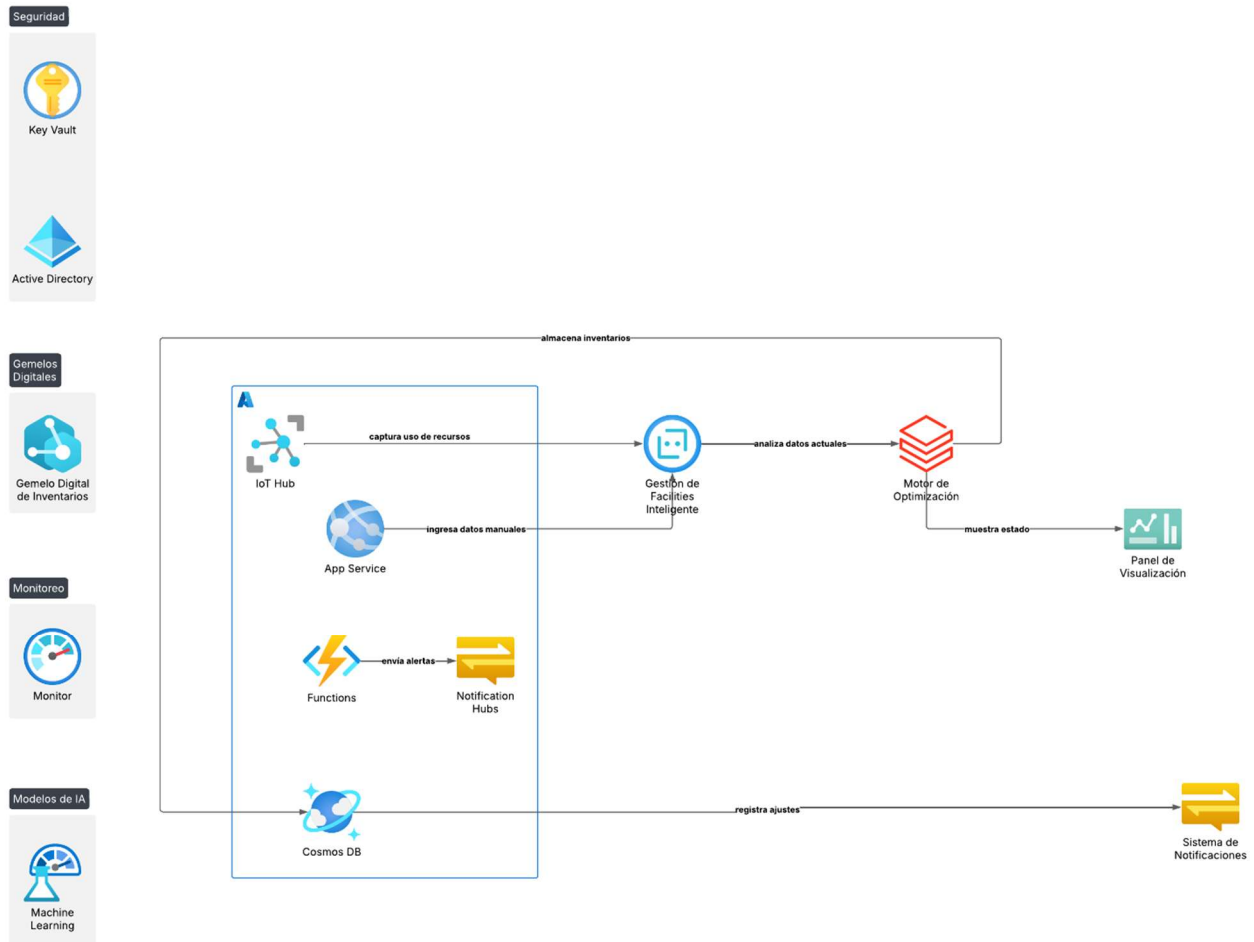 Seguridad
Key Vault
Active Directory
almacena inventarios
Gemelos
Digitales
Gemelo Digital
de Inventarios
captura uso de recursos
IoT Hub
analiza datos actuales
Gestión de
Facilities
Inteligente
Motor de
Optimización
ingresa datos manuales
App Service
muestra estado
Panel de
Visualización
Monitoreo
Monitor
envía alertas
Functions
Notification
Hubs
Modelos de IA
Machine
Learning
Cosmos DB
registra ajustes
Sistema de
Notificaciones